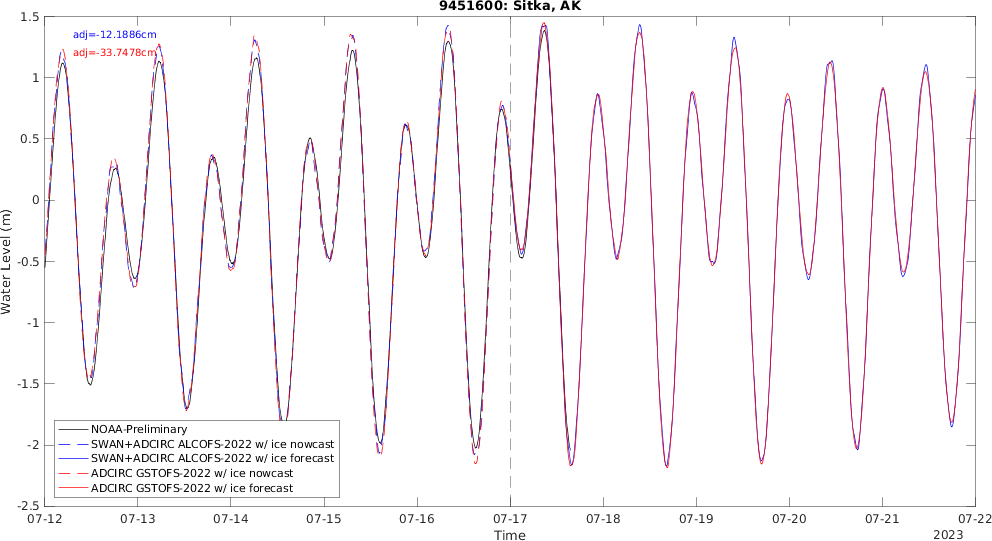 9451600: Sitka, AK
adj=-12.1886cm
adj=-33.7478cm
Water Level (m)
1.5
1
0.5
0
-0.5
-1
-1.5
-2
-2.5
NOAA-Preliminary
SWAN+ADCIRC ALCOFS-2022 w/ ice nowcast
SWAN+ADCIRC ALCOFS-2022 w/ ice forecast
ADCIRC GSTOFS-2022 w/ ice nowcast
ADCIRC GSTOFS-2022 w/ ice forecast
07-12 07-13 07-14 07-15 07-16 07-17 07-18 07-19 07-20 07-21 07-22
Time
2023